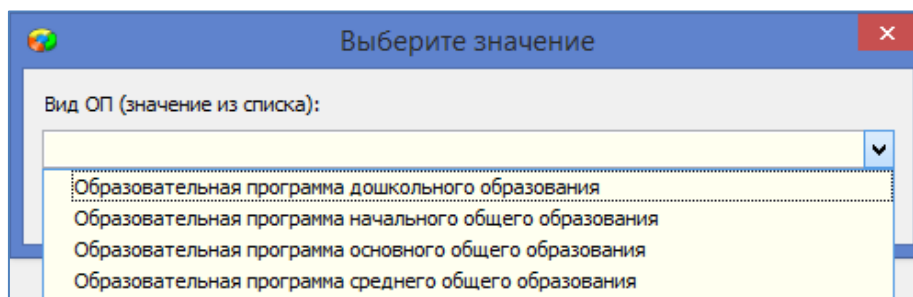 Выберите значение
Вид ОП (значение из списка):
Образовательная программа дошкольного образования
Образовательная программа начального общего образования
Образовательная программа основного общего образования
Образовательная программа среднего общего образования